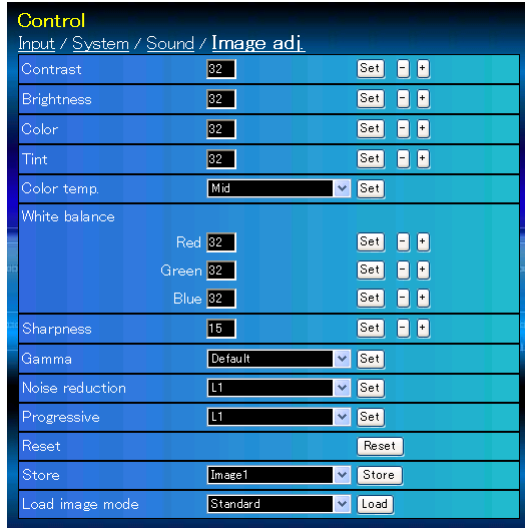 Control
Input / System / Sound / Image adj.
Contrast 32 Set - +
Brightness 32 Set - +
Color 32 Set - +
Tint 32 Set - +
Color temp. Mid Set
White balance
Red 32 Set - +
Green 32 Set - +
Blue 32 Set - +
Sharpness 15 Set - +
Gamma Default Set
Noise reduction L1 Set
Progressive L1 Set
Reset Reset
Store Image1 Store
Load image mode Standard Load